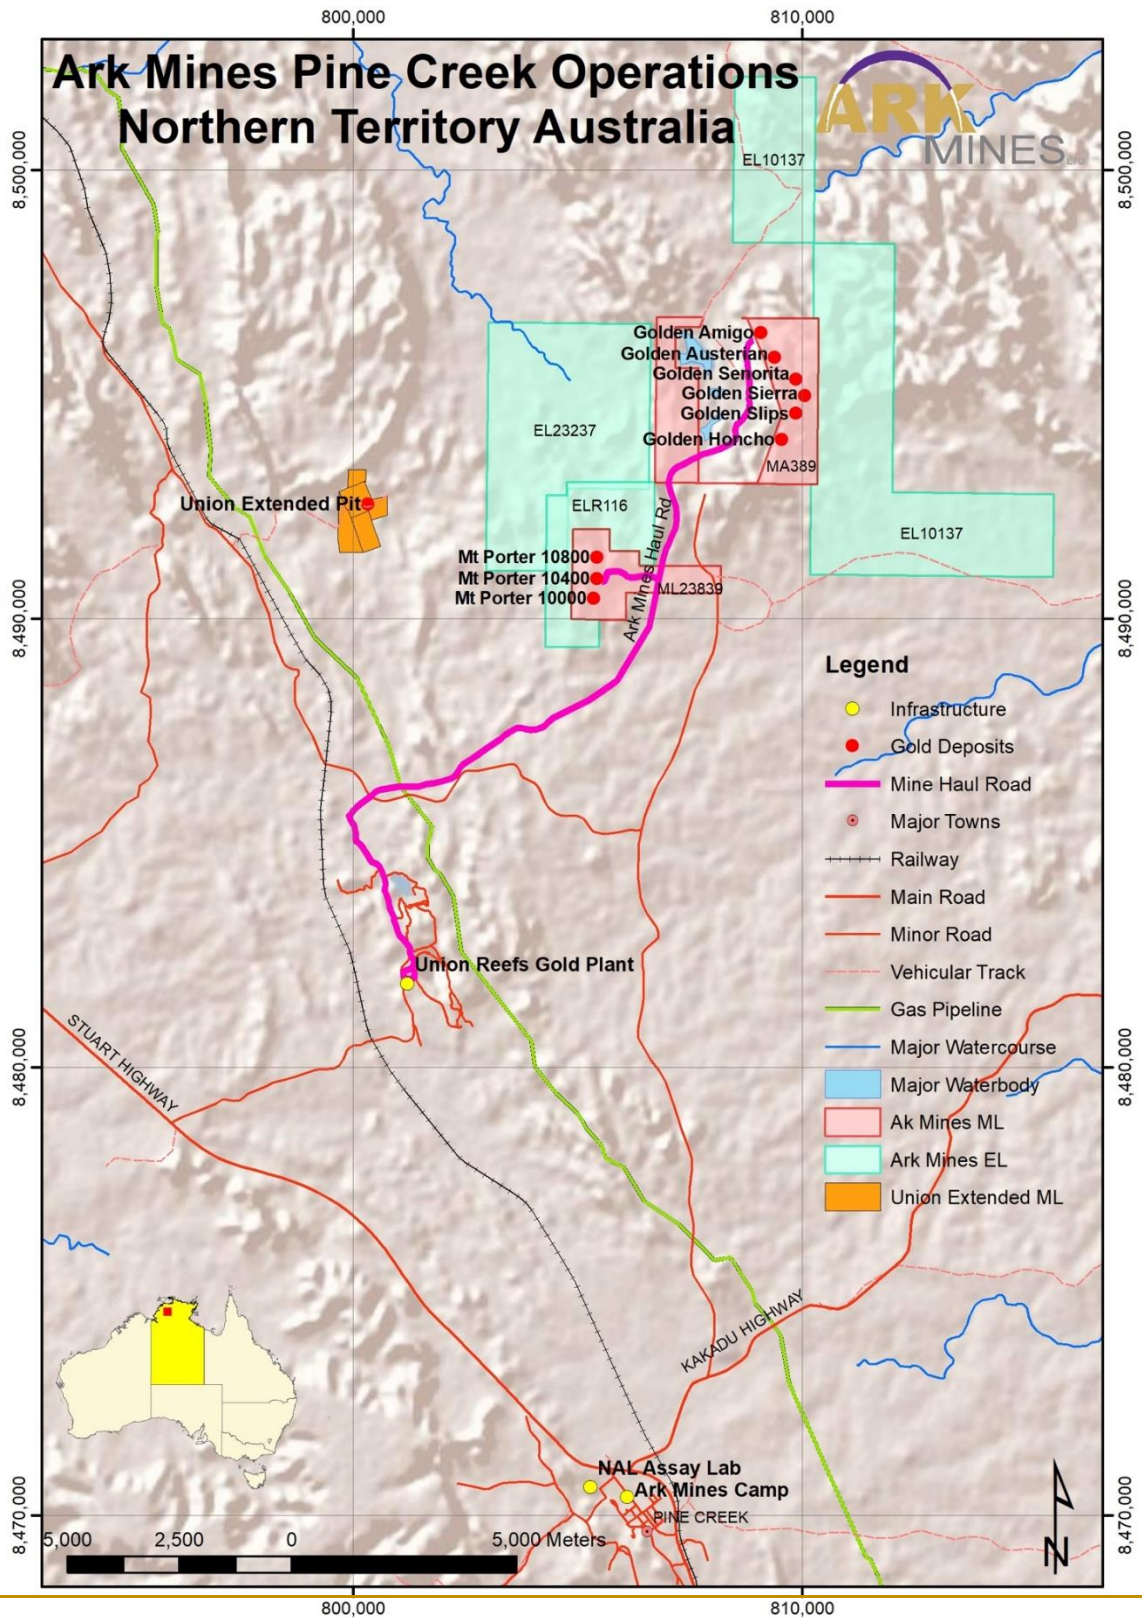 800,000
810,000
Ark Mines Pine Creek Operations
Northern Territory Australia
ARK
MINES
8,500,000
8,500,000
EL10137
Golden Amigo
Golden Austerian
Golden Senorita
Golden Sierra
Golden Slips
Golden Honcho
MA389
EL23237
ELR116
EL10137
Union Extended Pit
Mt Porter 10800
Mt Porter 10400
Mt Porter 10000
ML23839
Ark Mines Haul Rd
8,490,000
8,490,000
Legend
Infrastructure
Gold Deposits
Mine Haul Road
Major Towns
Railway
Main Road
Minor Road
Vehicular Track
Gas Pipeline
Major Watercourse
Major Waterbody
Ak Mines ML
Ark Mines EL
Union Extended ML
Union Reefs Gold Plant
STUART HIGHWAY
8,480,000
8,480,000
KAKADU HIGHWAY
NAL Assay Lab
Ark Mines Camp
PINE CREEK
8,470,000
8,470,000
5,000 2,500 0 5,000 Meters
N
800,000
810,000